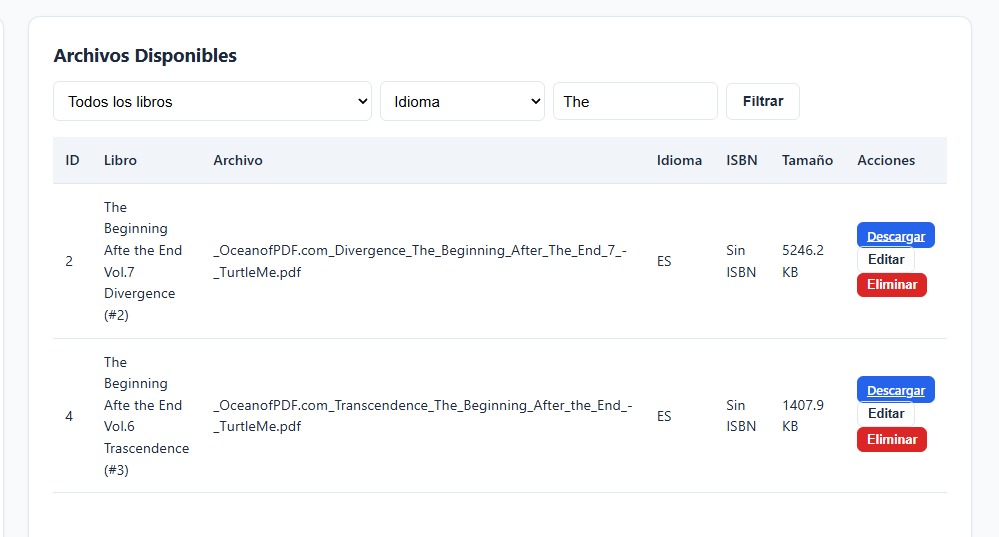 Archivos Disponibles
Todos los libros Idioma The Filtrar
ID Libro Archivo Idioma ISBN Tamaño Acciones
2
The
Beginning
Afte the End
Vol.7
Divergence
(#2)
_OceanofPDF.com_Divergence_The_Beginning_After_The_End_7_-
_TurtleMe.pdf
ES
Sin
ISBN
5246.2
KB
Descargar
Editar
Eliminar
4
The
Beginning
Afte the End
Vol.6
Trascendence
(#3)
_OceanofPDF.com_Transcendence_The_Beginning_After_the_End_-
_TurtleMe.pdf
ES
Sin
ISBN
1407.9
KB
Descargar
Editar
Eliminar